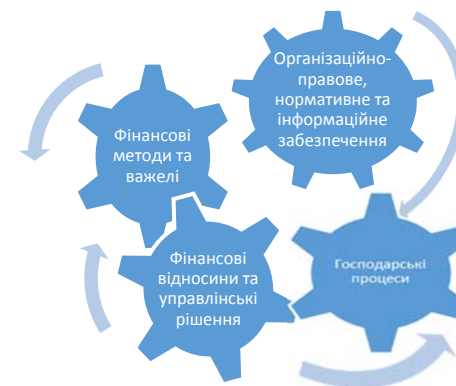 Організаційно-
правове,
нормативне та
інформаційне
забезпечення
Фінансові
методи та
важелі
Фінансові
відносини та
управлінські
рішення
Господарські
процеси